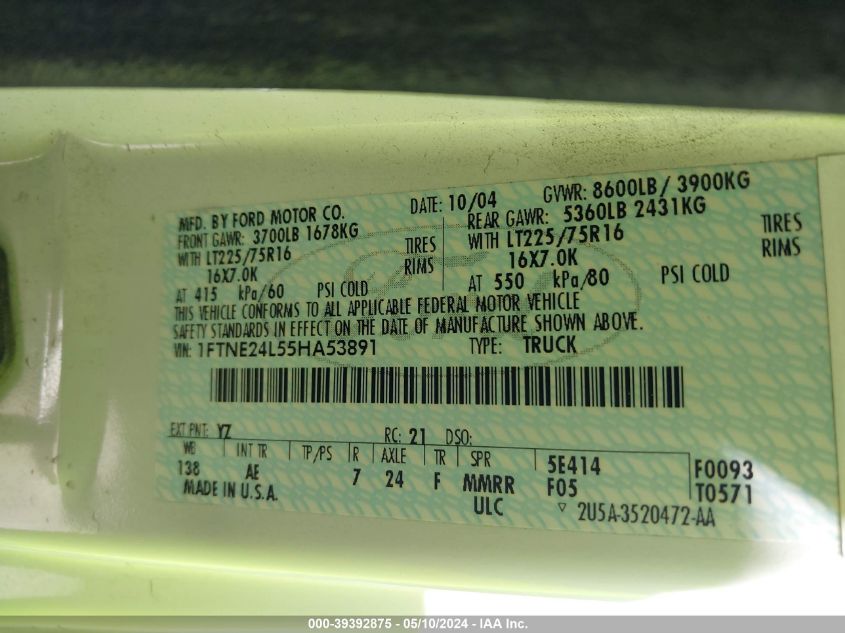 MFD. BY FORD MOTOR CO. DATE: 10/04 GVWR: 8600LB / 3900KG
FRONT GAWR: 3700LB 1678KG REAR GAWR: 5360LB 2431KG
WITH LT225/75R16 TIRES WITH LT225/75R16 TIRES
16X7.0K RIMS 16X7.0K RIMS
AT 415 kPa/60 PSI COLD AT 550 kPa/80 PSI COLD
THIS VEHICLE CONFORMS TO ALL APPLICABLE FEDERAL MOTOR VEHICLE
SAFETY STANDARDS IN EFFECT ON THE DATE OF MANUFACTURE SHOWN ABOVE.
VIN: 1FTNE24L55HA53891 TYPE: TRUCK
EXT PNT: YZ RC: 21 DSO:
WB INT TR TP/PS R AXLE TR SPR 5E414 F0093
138 AE 7 24 F MMRR F05 T0571
MADE IN U.S.A. ULC ▽ 2U5A-3520472-AA
000-39392875 - 05/10/2024 - IAA Inc.